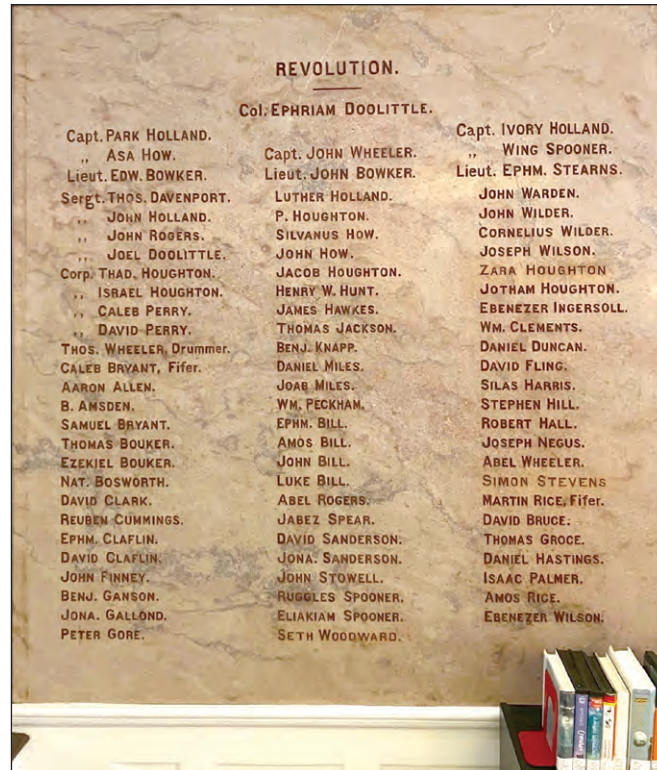 REVOLUTION.
Col. EPHRIAM DOOLITTLE.
Capt. PARK HOLLAND.
,, ASA HOW.
Lieut. EDW. BOWKER.
Sergt. THOS. DAVENPORT.
,, JOHN HOLLAND.
,, JOHN ROGERS.
,, JOEL DOOLITTLE.
Corp. THAD. HOUGHTON.
,, ISRAEL HOUGHTON.
,, CALEB PERRY.
,, DAVID PERRY.
THOS. WHEELER, Drummer.
CALEB BRYANT, Fifer.
AARON ALLEN.
B. AMSDEN.
SAMUEL BRYANT.
THOMAS BOUKER.
EZEKIEL BOUKER.
NAT. BOSWORTH.
DAVID CLARK.
REUBEN CUMMINGS.
EPHM. CLAFLIN.
DAVID CLAFLIN.
JOHN FINNEY.
BENJ. GANSON.
JONA. GALLOND.
PETER GORE.
Capt. JOHN WHEELER.
Lieut. JOHN BOWKER.
LUTHER HOLLAND.
P. HOUGHTON.
SILVANUS HOW.
JOHN HOW.
JACOB HOUGHTON.
HENRY W. HUNT.
JAMES HAWKES.
THOMAS JACKSON.
BENJ. KNAPP.
DANIEL MILES.
JOAB MILES.
WM. PECKHAM.
EPHM. BILL.
AMOS BILL.
JOHN BILL.
LUKE BILL.
ABEL ROGERS.
JABEZ SPEAR.
DAVID SANDERSON.
JONA. SANDERSON.
JOHN STOWELL.
RUGGLES SPOONER.
ELIAKIAM SPOONER.
SETH WOODWARD.
Capt. IVORY HOLLAND.
,, WING SPOONER.
Lieut. EPHM. STEARNS.
JOHN WARDEN.
JOHN WILDER.
CORNELIUS WILDER.
JOSEPH WILSON.
ZARA HOUGHTON
JOTHAM HOUGHTON.
EBENEZER INGERSOLL.
WM. CLEMENTS.
DANIEL DUNCAN.
DAVID FLING.
SILAS HARRIS.
STEPHEN HILL.
ROBERT HALL.
JOSEPH NEGUS.
ABEL WHEELER.
SIMON STEVENS
MARTIN RICE, Fifer.
DAVID BRUCE.
THOMAS GROCE.
DANIEL HASTINGS.
ISAAC PALMER.
AMOS RICE.
EBENEZER WILSON.